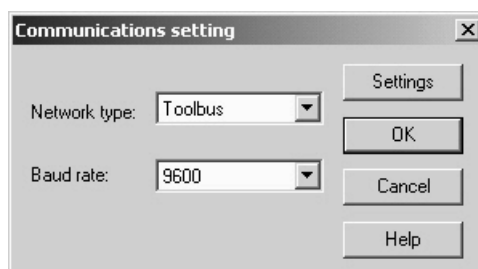 Communications setting
Settings
Network type: Toolbus
OK
Baud rate: 9600
Cancel
Help